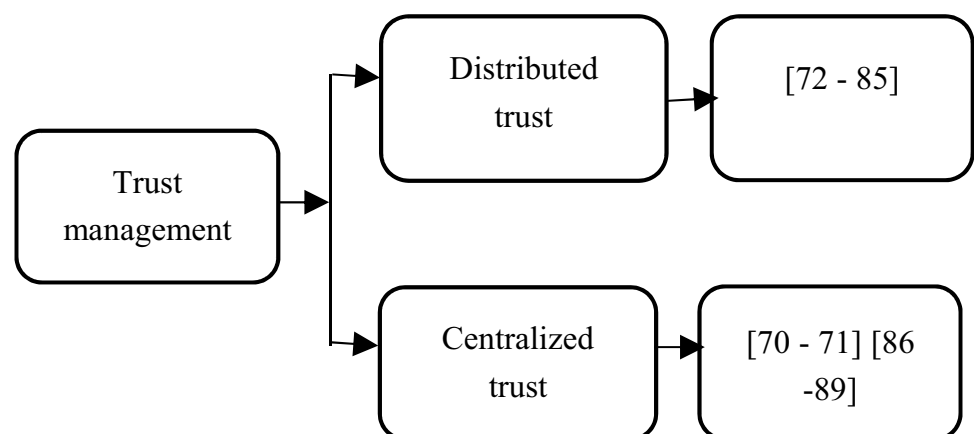 Trust
management
Distributed
trust
[72 - 85]
Centralized
trust
[70 - 71] [86
-89]